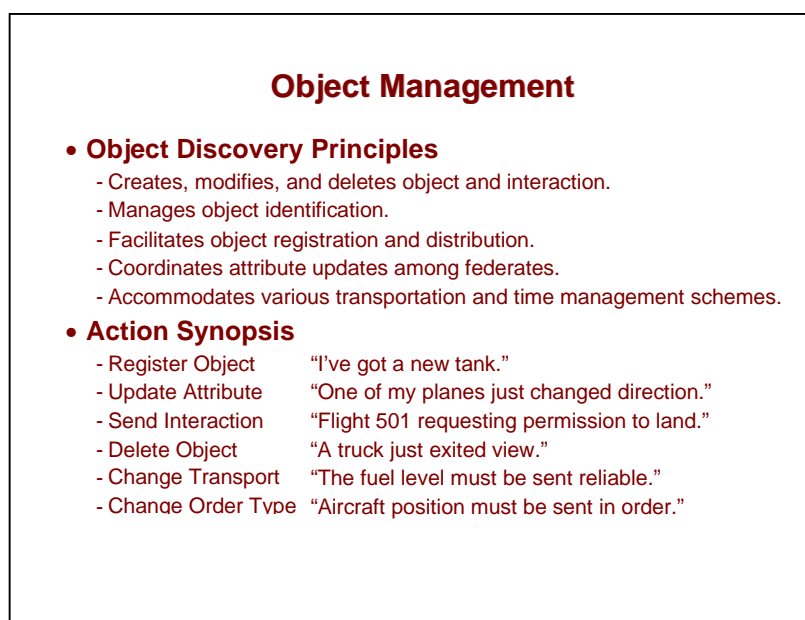 Object Management
• Object Discovery Principles
- Creates, modifies, and deletes object and interaction.
- Manages object identification.
- Facilitates object registration and distribution.
- Coordinates attribute updates among federates.
- Accommodates various transportation and time management schemes.
• Action Synopsis
- Register Object “I’ve got a new tank.”
- Update Attribute “One of my planes just changed direction.”
- Send Interaction “Flight 501 requesting permission to land.”
- Delete Object “A truck just exited view.”
- Change Transport “The fuel level must be sent reliable.”
- Change Order Type “Aircraft position must be sent in order.”